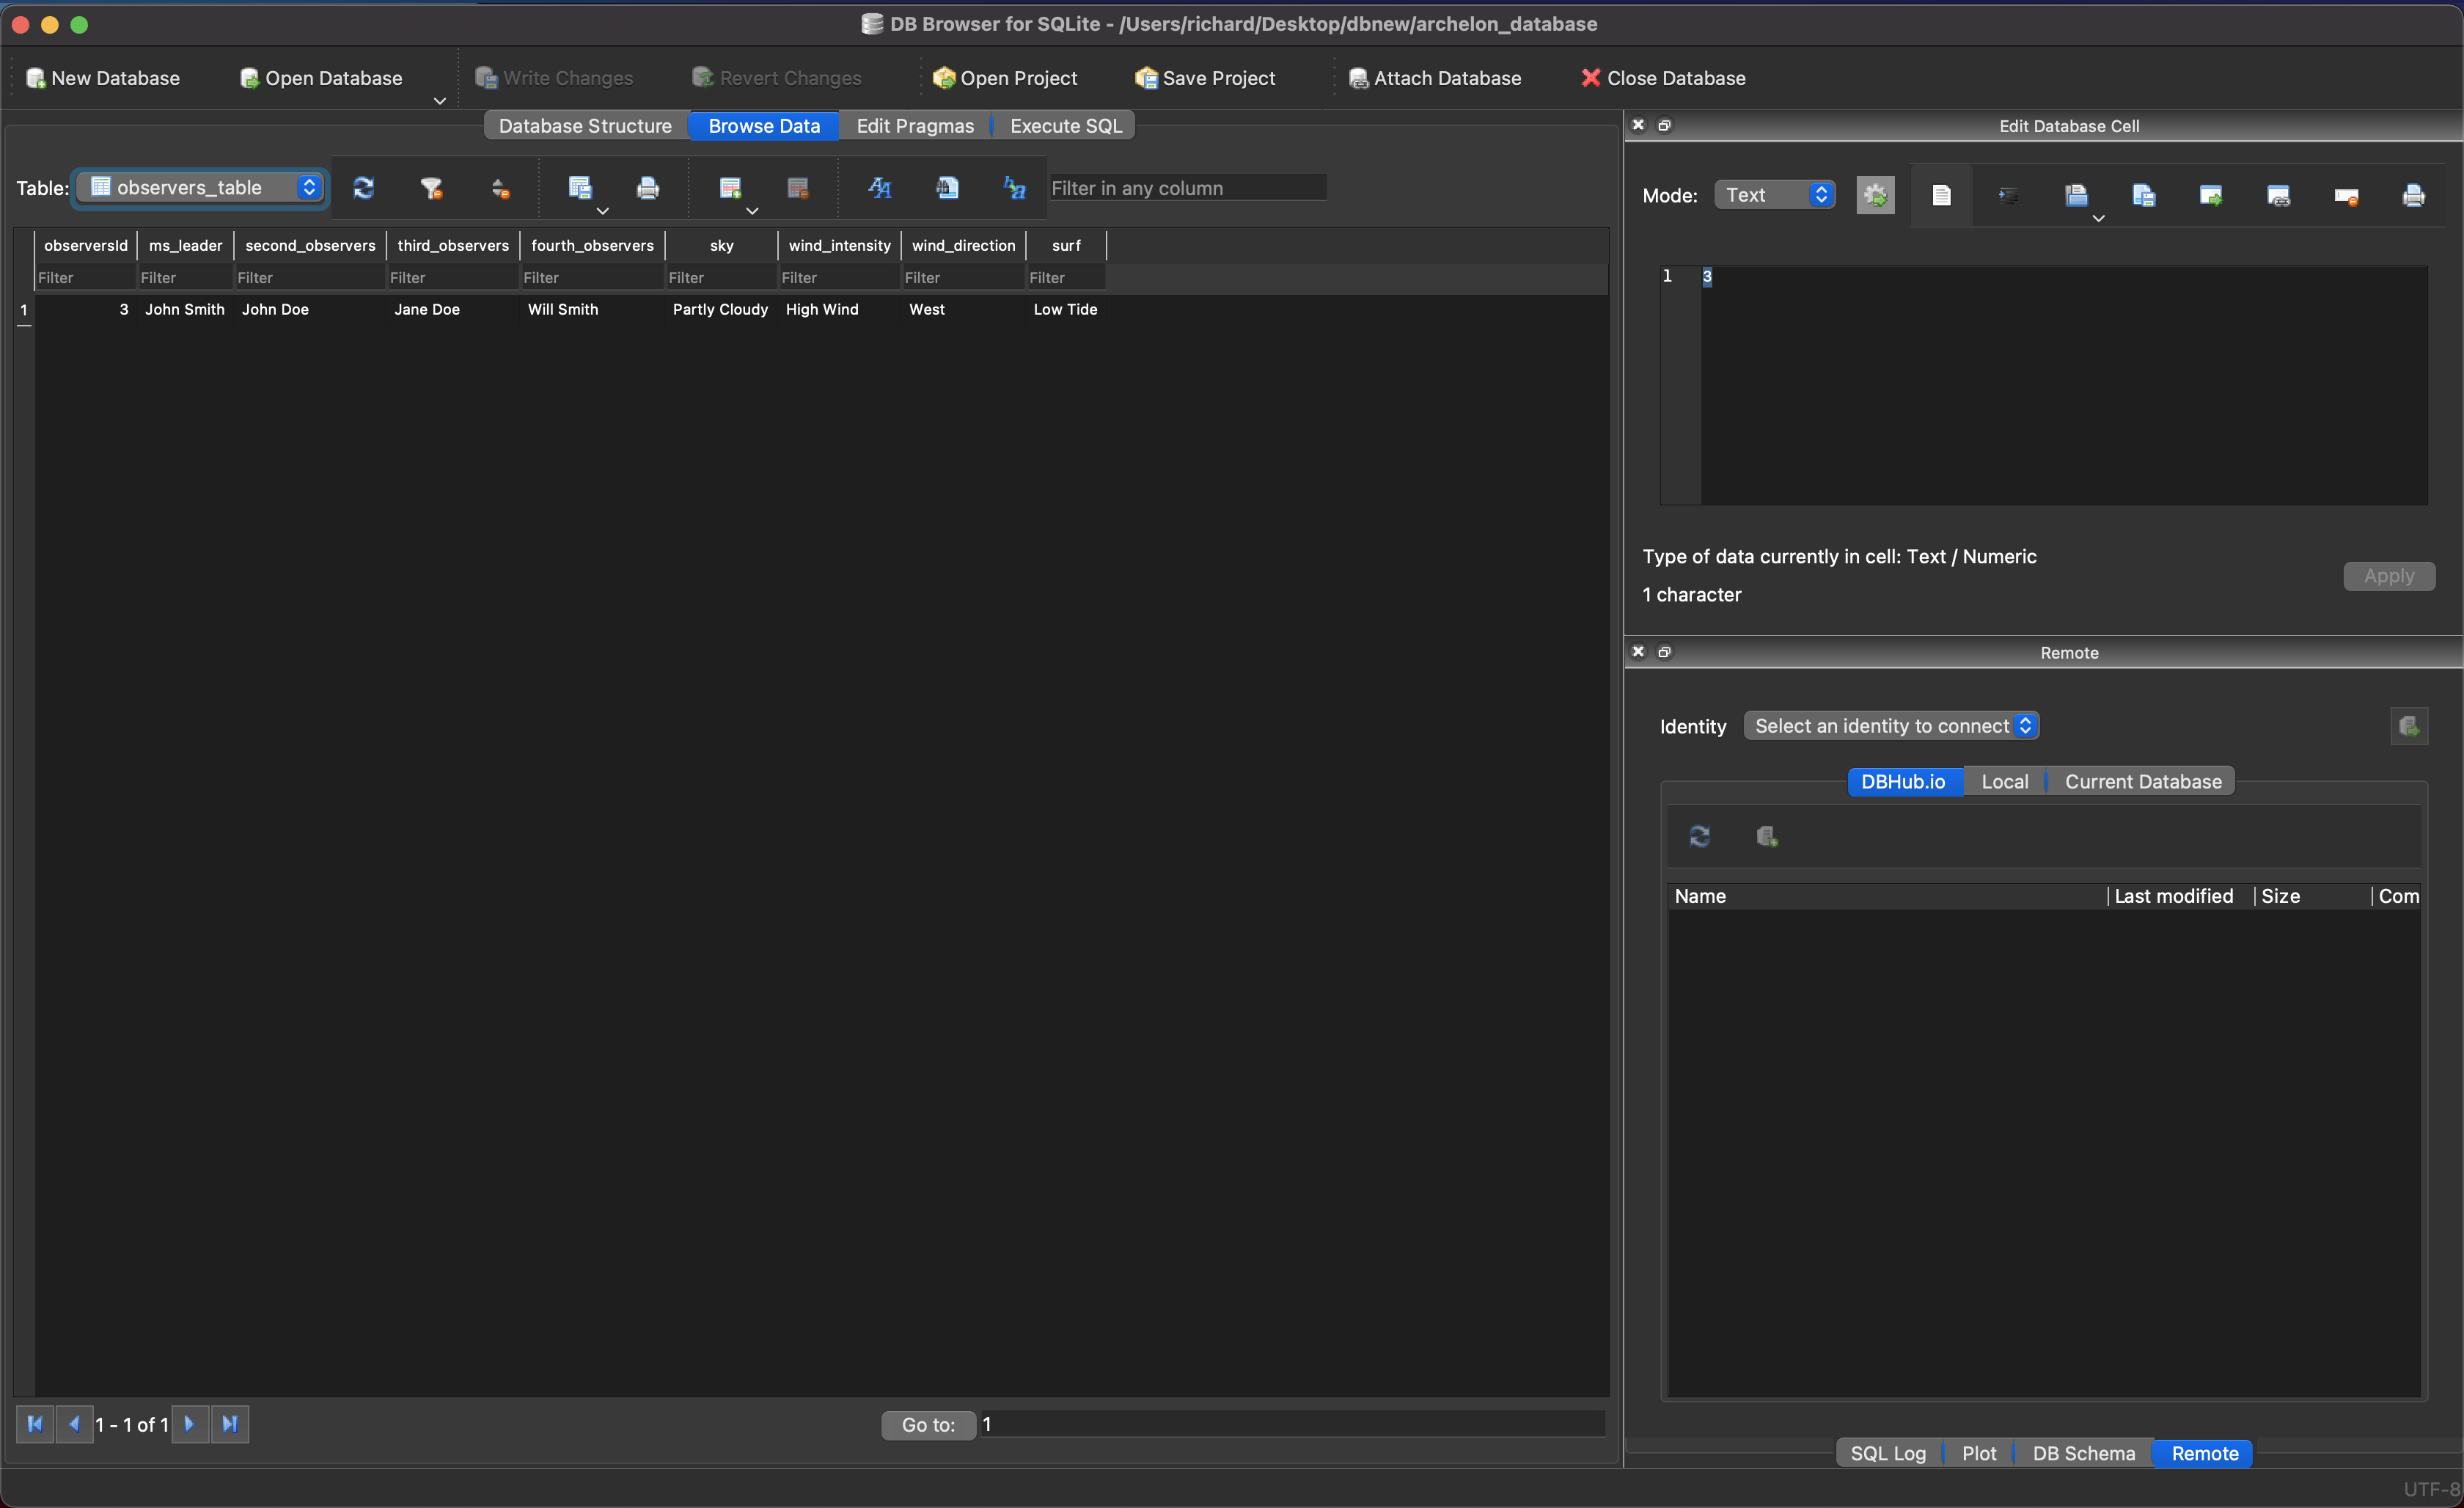 DB Browser for SQLite - /Users/richard/Desktop/dbnew/archelon_database
New Database Open Database Write Changes Revert Changes Open Project Save Project Attach Database Close Database
Database Structure Browse Data Edit Pragmas Execute SQL
Table: observers_table Filter in any column
observersId ms_leader second_observers third_observers fourth_observers sky wind_intensity wind_direction surf
Filter Filter Filter Filter Filter Filter Filter Filter Filter
1 3 John Smith John Doe Jane Doe Will Smith Partly Cloudy High Wind West Low Tide
1 - 1 of 1 Go to: 1
Edit Database Cell
Mode: Text
1 3
Type of data currently in cell: Text / Numeric
1 character
Apply
Remote
Identity Select an identity to connect
DBHub.io Local Current Database
Name Last modified Size Com
SQL Log Plot DB Schema Remote
UTF-8